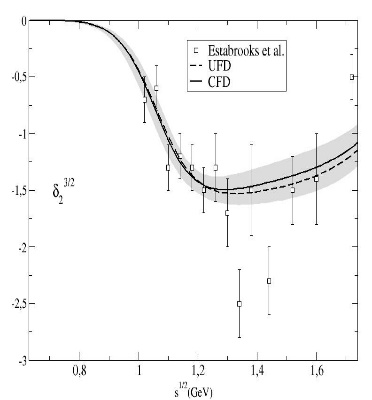 0
-0,5
-1
-1,5
-2
-2,5
-3
Estabrooks et al.
UFD
CFD
δ₂^3/2
0,8 1 1,2 1,4 1,6
s^1/2(GeV)